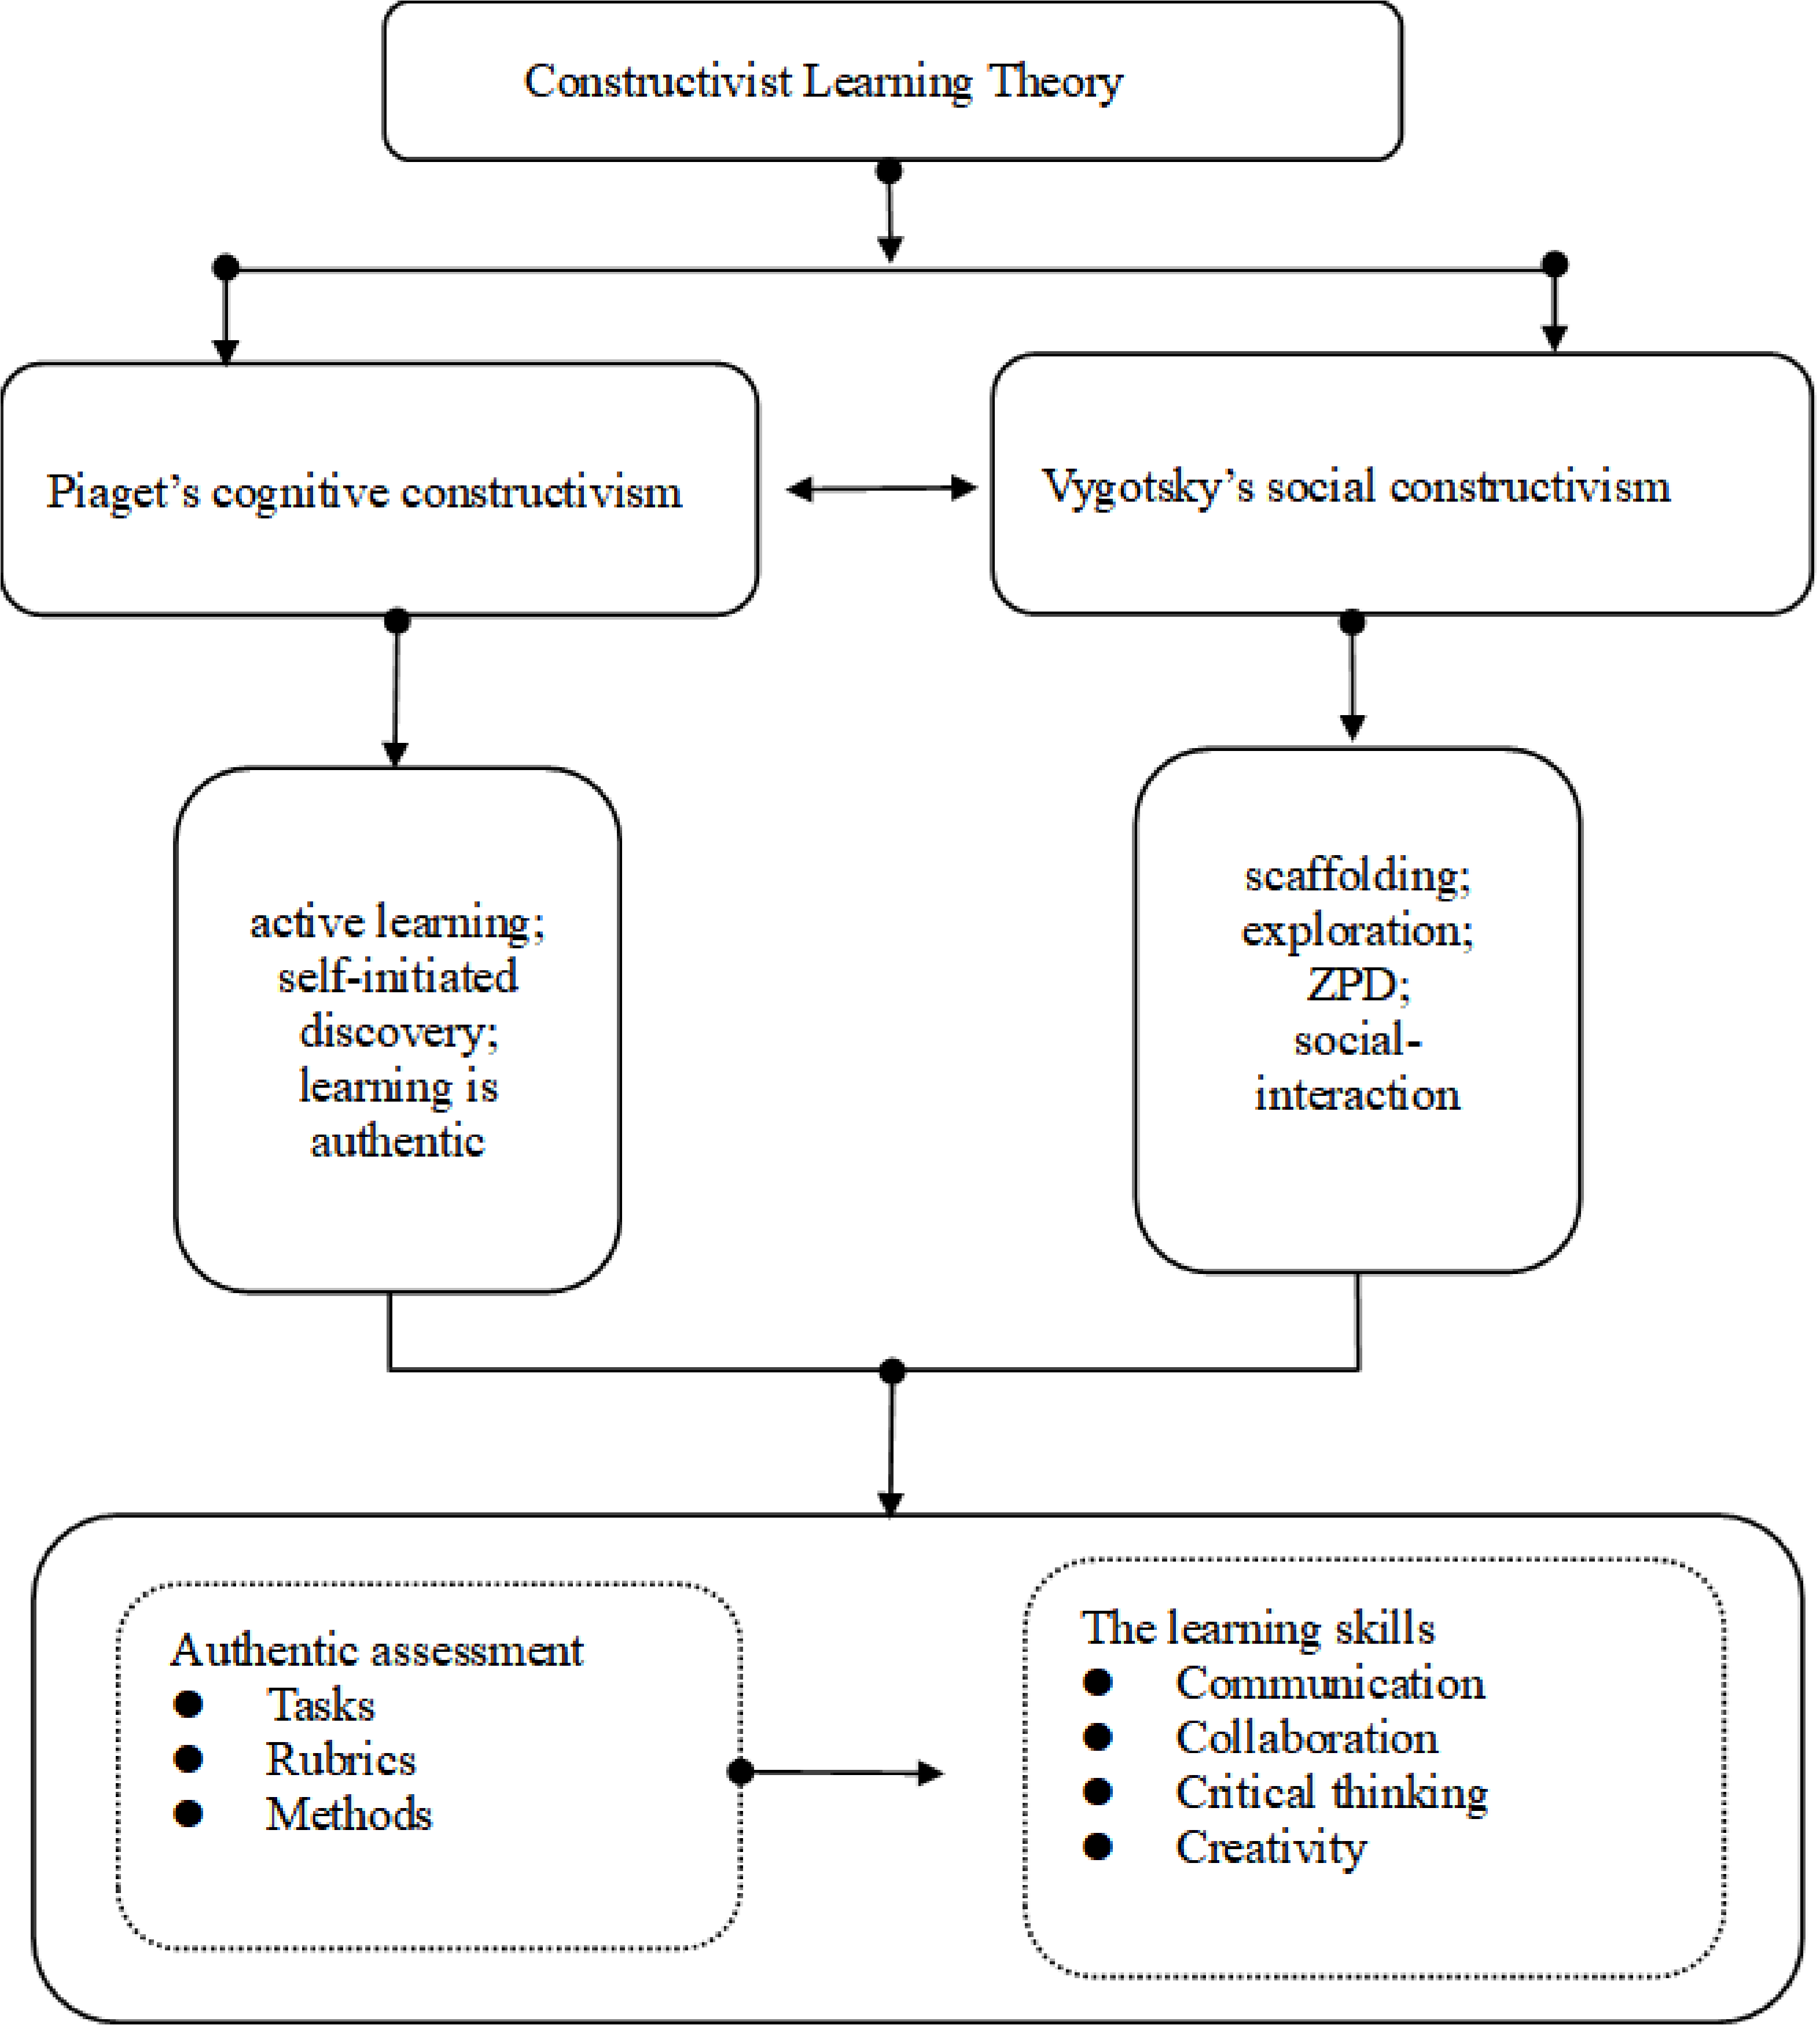 Constructivist Learning Theory
Piaget’s cognitive constructivism
Vygotsky’s social constructivism
active learning;
self-initiated
discovery;
learning is
authentic
scaffolding;
exploration;
ZPD;
social-
interaction
Authentic assessment
● Tasks
● Rubrics
● Methods
The learning skills
● Communication
● Collaboration
● Critical thinking
● Creativity